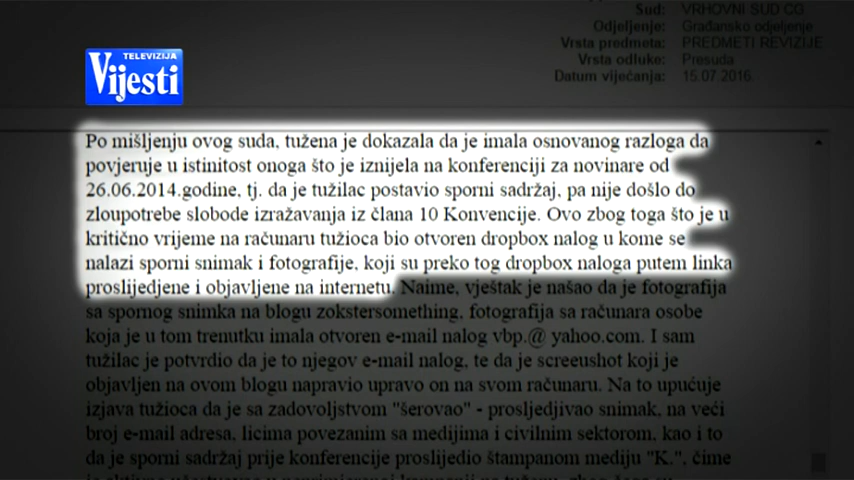 Sud: VRHOVNI SUD CG
Odjeljenje: Građansko odjeljenje
Vrsta predmeta: PREDMETI REVIZIJE
Vrsta odluke: Presuda
Datum vijećanja: 15.07.2016.
TELEVIZIJA
Vijesti
Po mišljenju ovog suda, tužena je dokazala da je imala osnovanog razloga da
povjeruje u istinitost onoga što je iznijela na konferenciji za novinare od
26.06.2014.godine, tj. da je tužilac postavio sporni sadržaj, pa nije došlo do
zloupotrebe slobode izražavanja iz člana 10 Konvencije. Ovo zbog toga što je u
kritično vrijeme na računaru tužioca bio otvoren dropbox nalog u kome se
nalazi sporni snimak i fotografije, koji su preko tog dropbox naloga putem linka
proslijedjene i objavljene na internetu. Naime, vještak je našao da je fotografija
sa spornog snimka na blogu zokstersomething, fotografija sa računara osobe
koja je u tom trenutku imala otvoren e-mail nalog vbp.@ yahoo.com. I sam
tužilac je potvrdio da je to njegov e-mail nalog, te da je screeushot koji je
objavljen na ovom blogu napravio upravo on na svom računaru. Na to upućuje
izjava tužioca da je sa zadovoljstvom "šerovao" - prosljedjivao snimak, na veći
broj e-mail adresa, licima povezanim sa medijima i civilnim sektorom, kao i to
da je sporni sadržaj prije konferencije proslijedio štampanom mediju "K.", čime